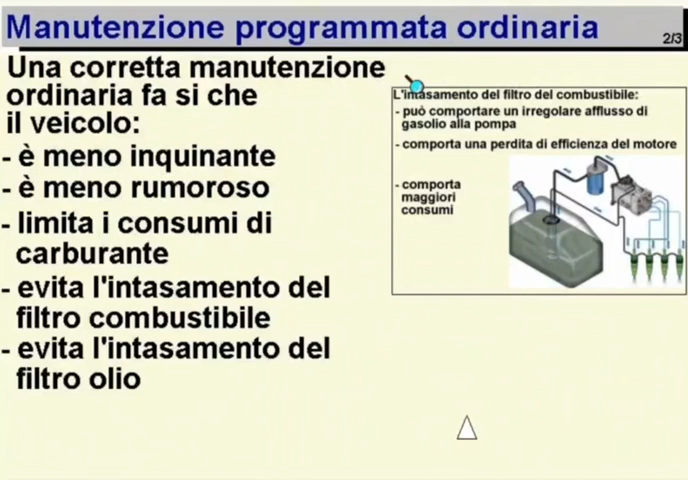 Manutenzione programmata ordinaria
2/3
Una corretta manutenzione
ordinaria fa si che
il veicolo:
- è meno inquinante
- è meno rumoroso
- limita i consumi di
carburante
- evita l'intasamento del
filtro combustibile
- evita l'intasamento del
filtro olio
L'intasamento del filtro del combustibile:
- può comportare un irregolare afflusso di
gasolio alla pompa
- comporta una perdita di efficienza del motore
- comporta
maggiori
consumi